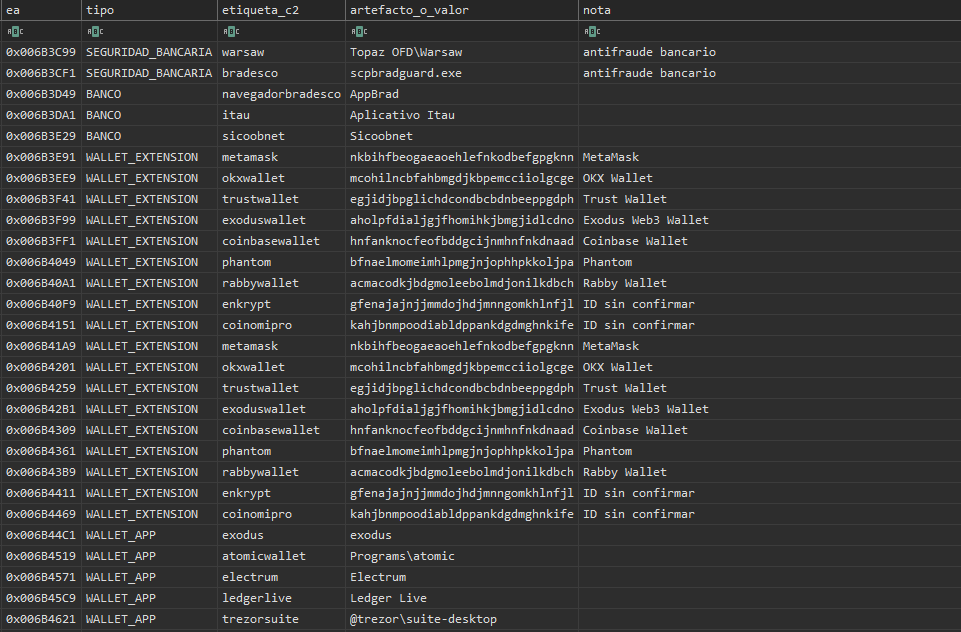 ea tipo etiqueta_c2 artefacto_o_valor nota
0x006B3C99 SEGURIDAD_BANCARIA warsaw Topaz OFD\Warsaw antifraude bancario
0x006B3CF1 SEGURIDAD_BANCARIA bradesco scpbradguard.exe antifraude bancario
0x006B3D49 BANCO navegadorbradesco AppBrad
0x006B3DA1 BANCO itau Aplicativo Itau
0x006B3E29 BANCO sicoobnet Sicoobnet
0x006B3E91 WALLET_EXTENSION metamask nkbihfbeogaeaoehlefnkodbefgpgknn MetaMask
0x006B3EE9 WALLET_EXTENSION okxwallet mcohilncbfahbmgdjkbpemcciiolgcge OKX Wallet
0x006B3F41 WALLET_EXTENSION trustwallet egjidjbpglichdcondbcbdnbeeppgdph Trust Wallet
0x006B3F99 WALLET_EXTENSION exoduswallet aholpfdialjgjfhomihkjbmgjidlcdno Exodus Web3 Wallet
0x006B3FF1 WALLET_EXTENSION coinbasewallet hnfanknocfeofbddgcijnmhnfnkdnaad Coinbase Wallet
0x006B4049 WALLET_EXTENSION phantom bfnaelmomeimhlpmgjnjophhpkkoljpa Phantom
0x006B40A1 WALLET_EXTENSION rabbywallet acmacodkjbdgmoleebolmdjonilkdbch Rabby Wallet
0x006B40F9 WALLET_EXTENSION enkrypt gfenajajnjjmmdojhdjmnngomkhlnfjl ID sin confirmar
0x006B4151 WALLET_EXTENSION coinomipro kahjbnmpoodiabldppankdgdmghnkife ID sin confirmar
0x006B41A9 WALLET_EXTENSION metamask nkbihfbeogaeaoehlefnkodbefgpgknn MetaMask
0x006B4201 WALLET_EXTENSION okxwallet mcohilncbfahbmgdjkbpemcciiolgcge OKX Wallet
0x006B4259 WALLET_EXTENSION trustwallet egjidjbpglichdcondbcbdnbeeppgdph Trust Wallet
0x006B42B1 WALLET_EXTENSION exoduswallet aholpfdialjgjfhomihkjbmgjidlcdno Exodus Web3 Wallet
0x006B4309 WALLET_EXTENSION coinbasewallet hnfanknocfeofbddgcijnmhnfnkdnaad Coinbase Wallet
0x006B4361 WALLET_EXTENSION phantom bfnaelmomeimhlpmgjnjophhpkkoljpa Phantom
0x006B43B9 WALLET_EXTENSION rabbywallet acmacodkjbdgmoleebolmdjonilkdbch Rabby Wallet
0x006B4411 WALLET_EXTENSION enkrypt gfenajajnjjmmdojhdjmnngomkhlnfjl ID sin confirmar
0x006B4469 WALLET_EXTENSION coinomipro kahjbnmpoodiabldppankdgdmghnkife ID sin confirmar
0x006B44C1 WALLET_APP exodus exodus
0x006B4519 WALLET_APP atomicwallet Programs\atomic
0x006B4571 WALLET_APP electrum Electrum
0x006B45C9 WALLET_APP ledgerlive Ledger Live
0x006B4621 WALLET_APP trezorsuite @trezor\suite-desktop